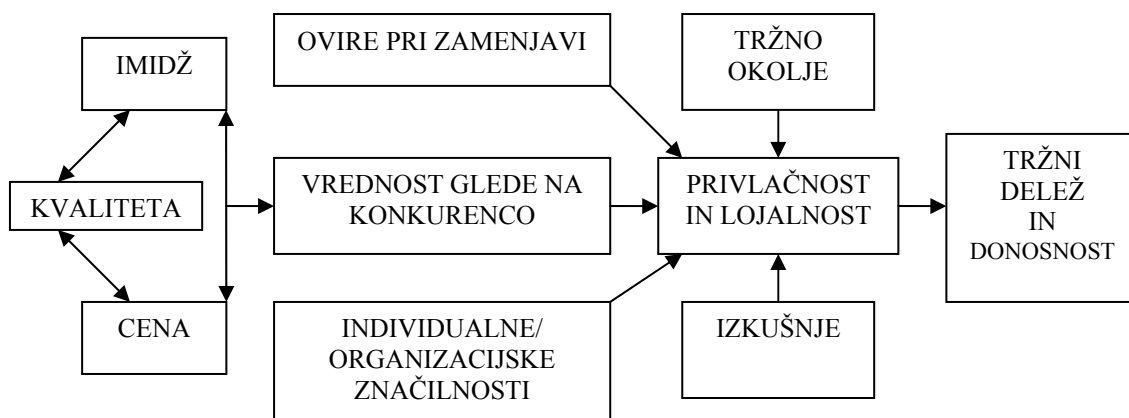 IMIDŽ
KVALITETA
CENA
OVIRE PRI ZAMENJAVI
VREDNOST GLEDE NA
KONKURENCO
INDIVIDUALNE/
ORGANIZACIJSKE
ZNAČILNOSTI
TRŽNO
OKOLJE
PRIVLAČNOST
IN LOJALNOST
IZKUŠNJE
TRŽNI
DELEŽ
IN
DONOSNOST